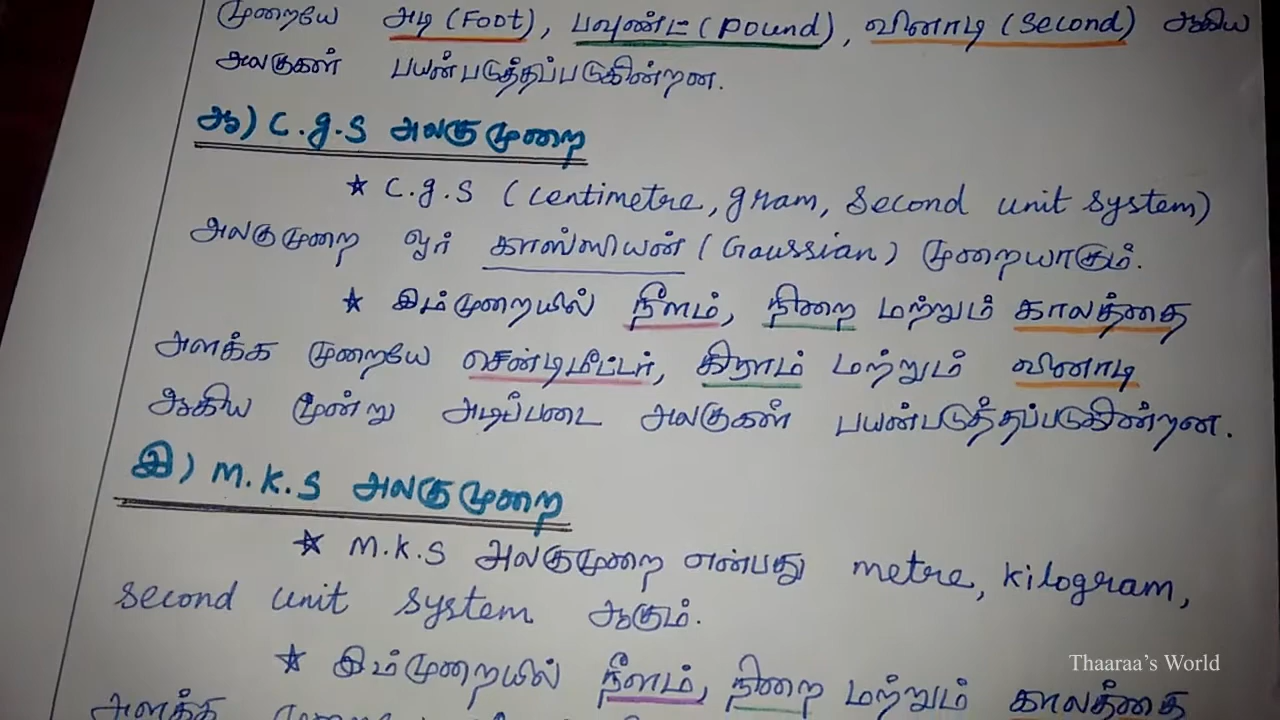 முறையே அடி (Foot), பவுண்ட் (pound), வினாடி (second) ஆகிய
அலகுகள் பயன்படுத்தப்படுகின்றன.
ஆ) C.g.S அலகு முறை
★ C.g.S (centimetre, gram, second unit system)
அலகுமுறை ஓர் காஸ்ஸியன் (Gaussian) முறையாகும்.
★ இம்முறையில் நீளம், நிறை மற்றும் காலத்தை
அளக்க முறையே சென்டிமீட்டர், கிராம் மற்றும் வினாடி
ஆகிய மூன்று அடிப்படை அலகுகள் பயன்படுத்தப்படுகின்றன.
இ) M.K.S அலகு முறை
★ M.K.S அலகுமுறை என்பது metre, kilogram,
second unit system ஆகும்.
★ இம்முறையில் நீளம், நிறை மற்றும் காலத்தை
அளக்க
Thaaraa's World